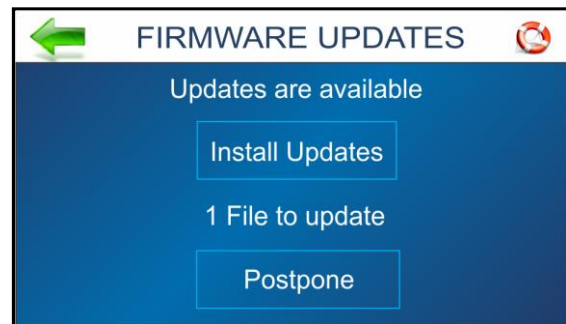 FIRMWARE UPDATES
Updates are available
Install Updates
1 File to update
Postpone